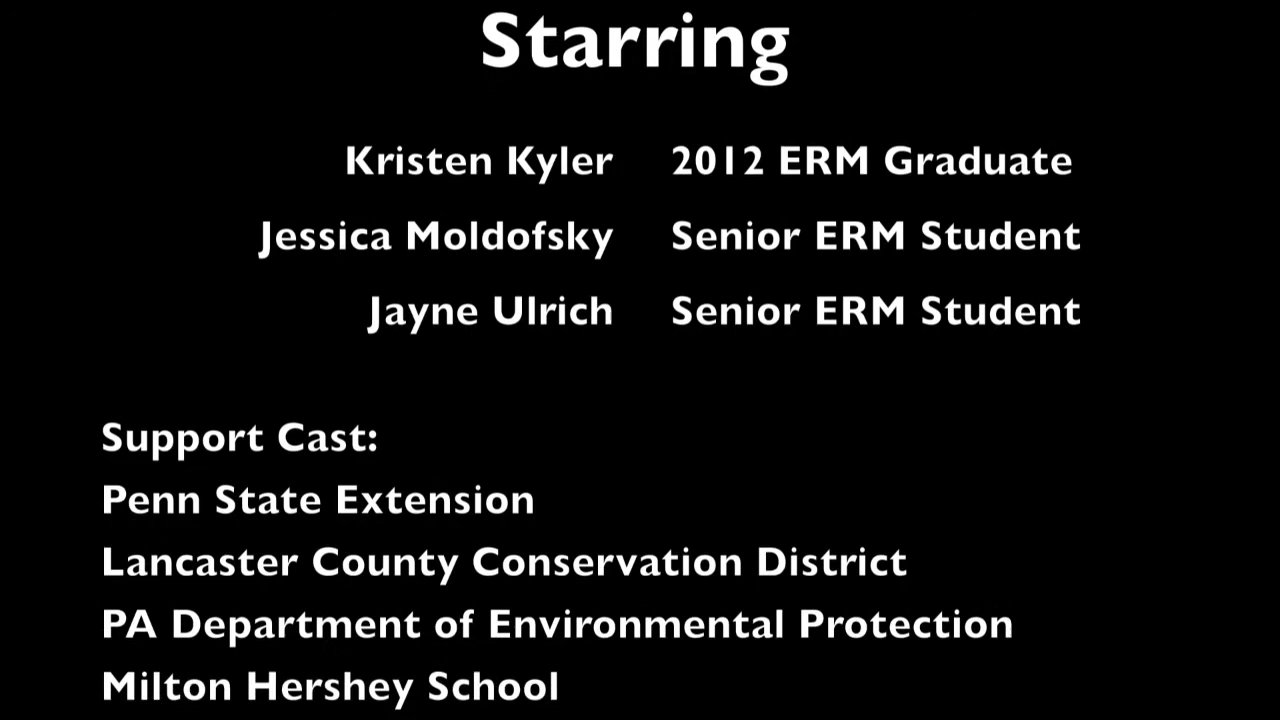 Starring
Kristen Kyler 2012 ERM Graduate
Jessica Moldofsky Senior ERM Student
Jayne Ulrich Senior ERM Student
Support Cast:
Penn State Extension
Lancaster County Conservation District
PA Department of Environmental Protection
Milton Hershey School